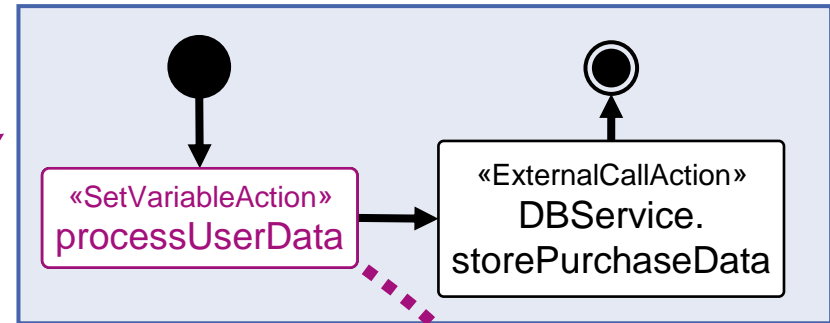 «SetVariableAction»
processUserData
«ExternalCallAction»
DBService.
storePurchaseData